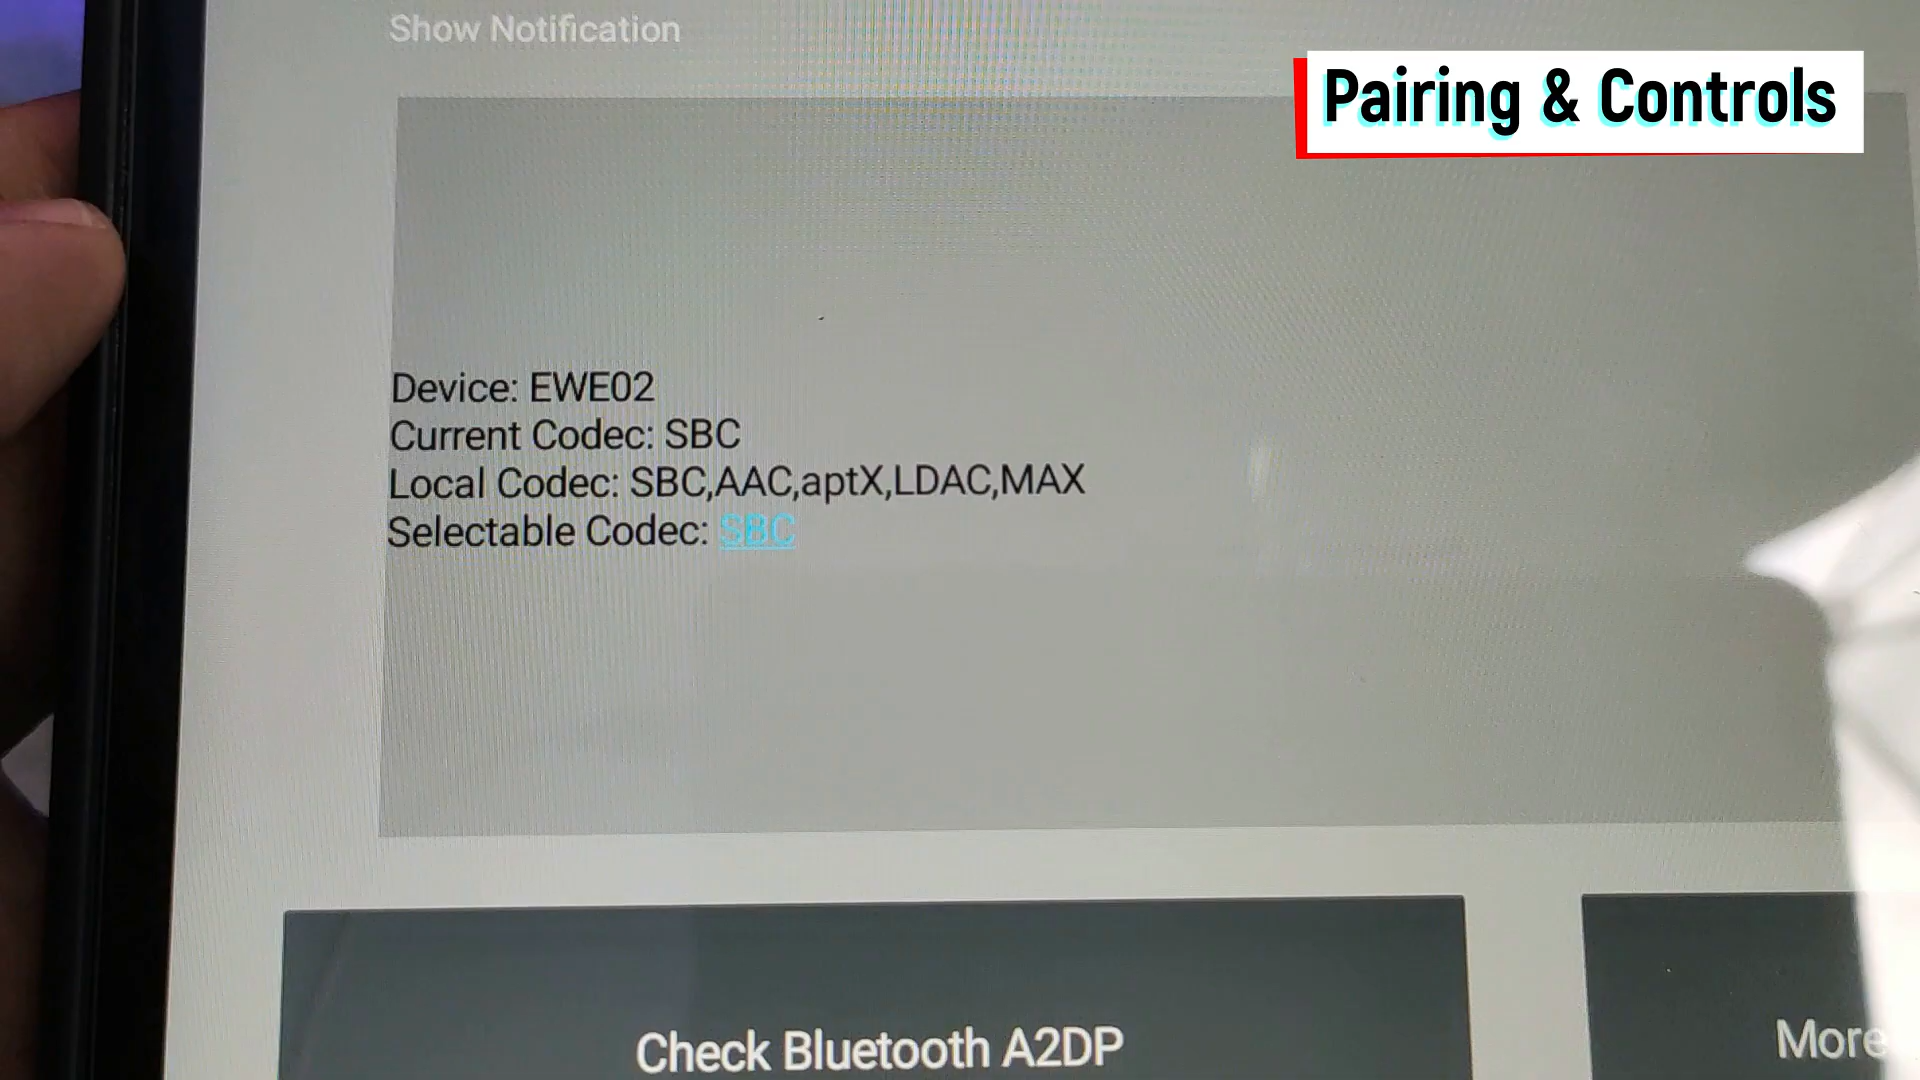 Show Notification
Pairing & Controls
Device: EWE02
Current Codec: SBC
Local Codec: SBC,AAC,aptX,LDAC,MAX
Selectable Codec: SBC
Check Bluetooth A2DP
More